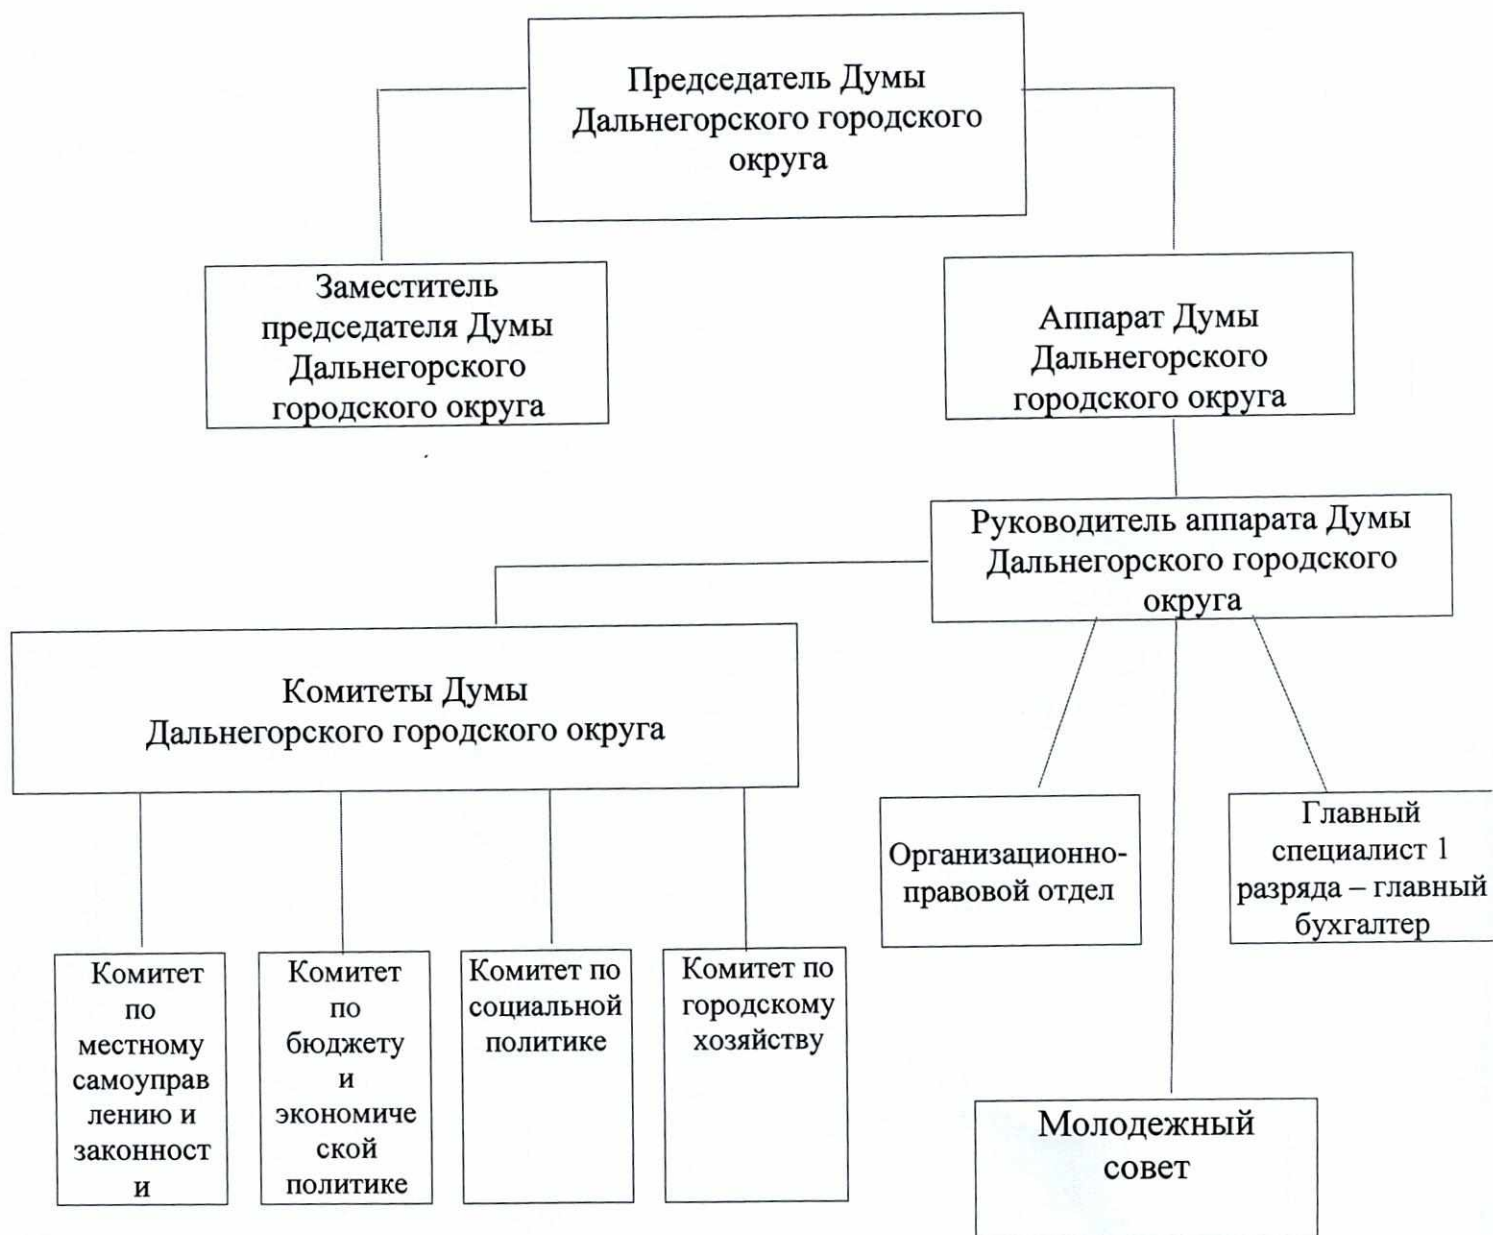 Председатель Думы
Дальнегорского городского
округа
Заместитель
председателя Думы
Дальнегорского
городского округа
Аппарат Думы
Дальнегорского
городского округа
Руководитель аппарата Думы
Дальнегорского городского
округа
Комитеты Думы
Дальнегорского городского округа
Организационно-
правовой отдел
Главный
специалист 1
разряда – главный
бухгалтер
Комитет
по
местному
самоуправ
лению и
законност
и
Комитет
по
бюджету
и
экономиче
ской
политике
Комитет по
социальной
политике
Комитет по
городскому
хозяйству
Молодежный
совет